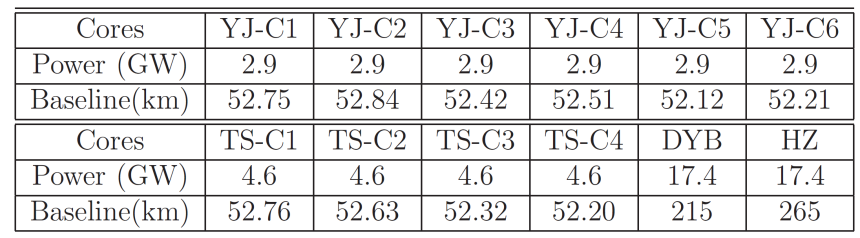 Cores YJ-C1 YJ-C2 YJ-C3 YJ-C4 YJ-C5 YJ-C6
Power (GW) 2.9 2.9 2.9 2.9 2.9 2.9
Baseline(km) 52.75 52.84 52.42 52.51 52.12 52.21
Cores TS-C1 TS-C2 TS-C3 TS-C4 DYB HZ
Power (GW) 4.6 4.6 4.6 4.6 17.4 17.4
Baseline(km) 52.76 52.63 52.32 52.20 215 265